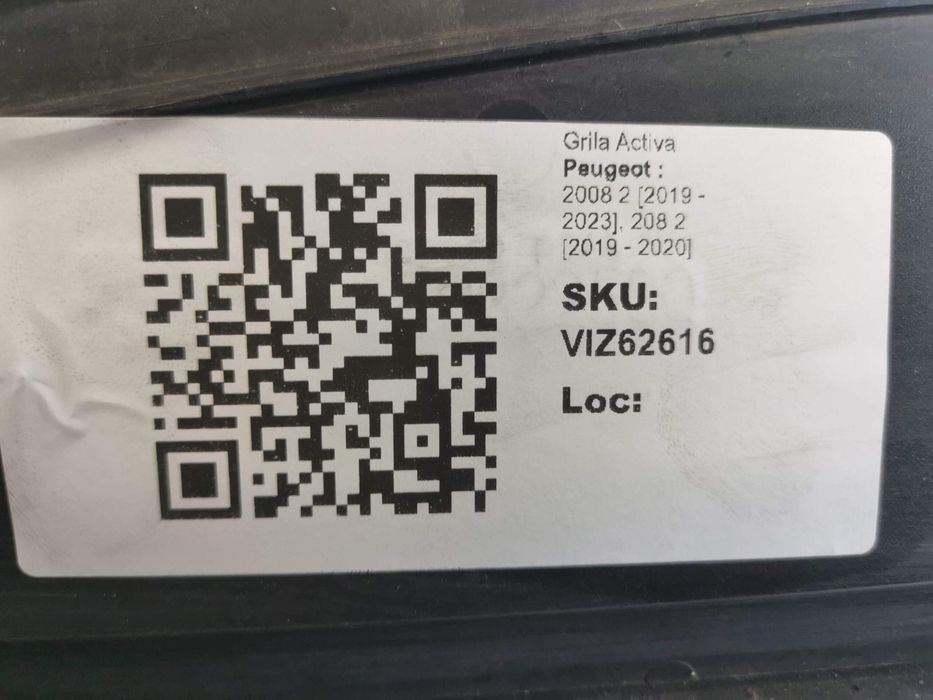 Grila Activa
Peugeot :
2008 2 [2019 -
2023], 208 2
[2019 - 2020]
SKU:
VIZ62616
Loc: